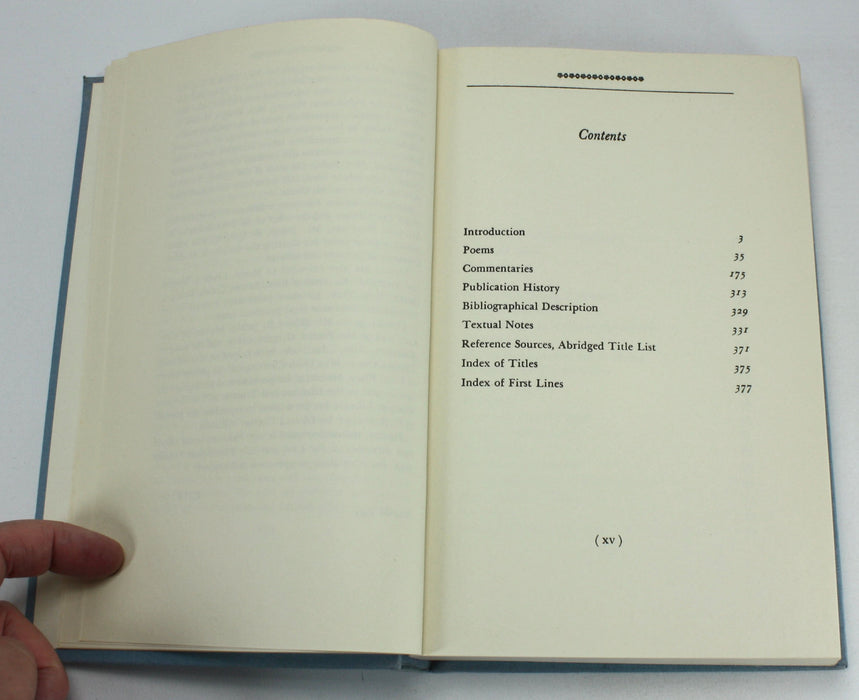 Contents
Introduction 3
Poems 35
Commentaries 175
Publication History 313
Bibliographical Description 329
Textual Notes 331
Reference Sources, Abridged Title List 371
Index of Titles 375
Index of First Lines 377
( xv )